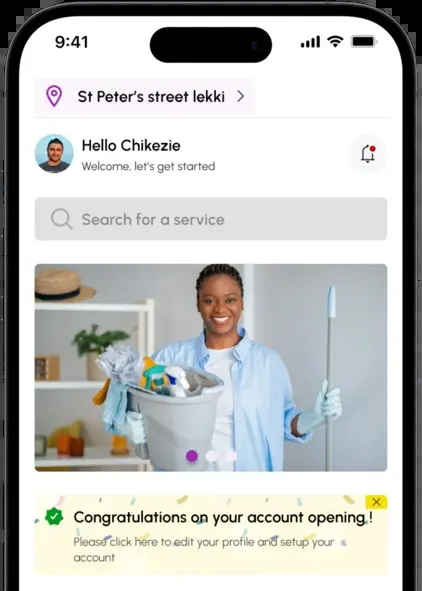 9:41
St Peter's street lekki
Hello Chikezie
Welcome, let's get started
Search for a service
Congratulations on your account opening !
Please click here to edit your profile and setup your
account